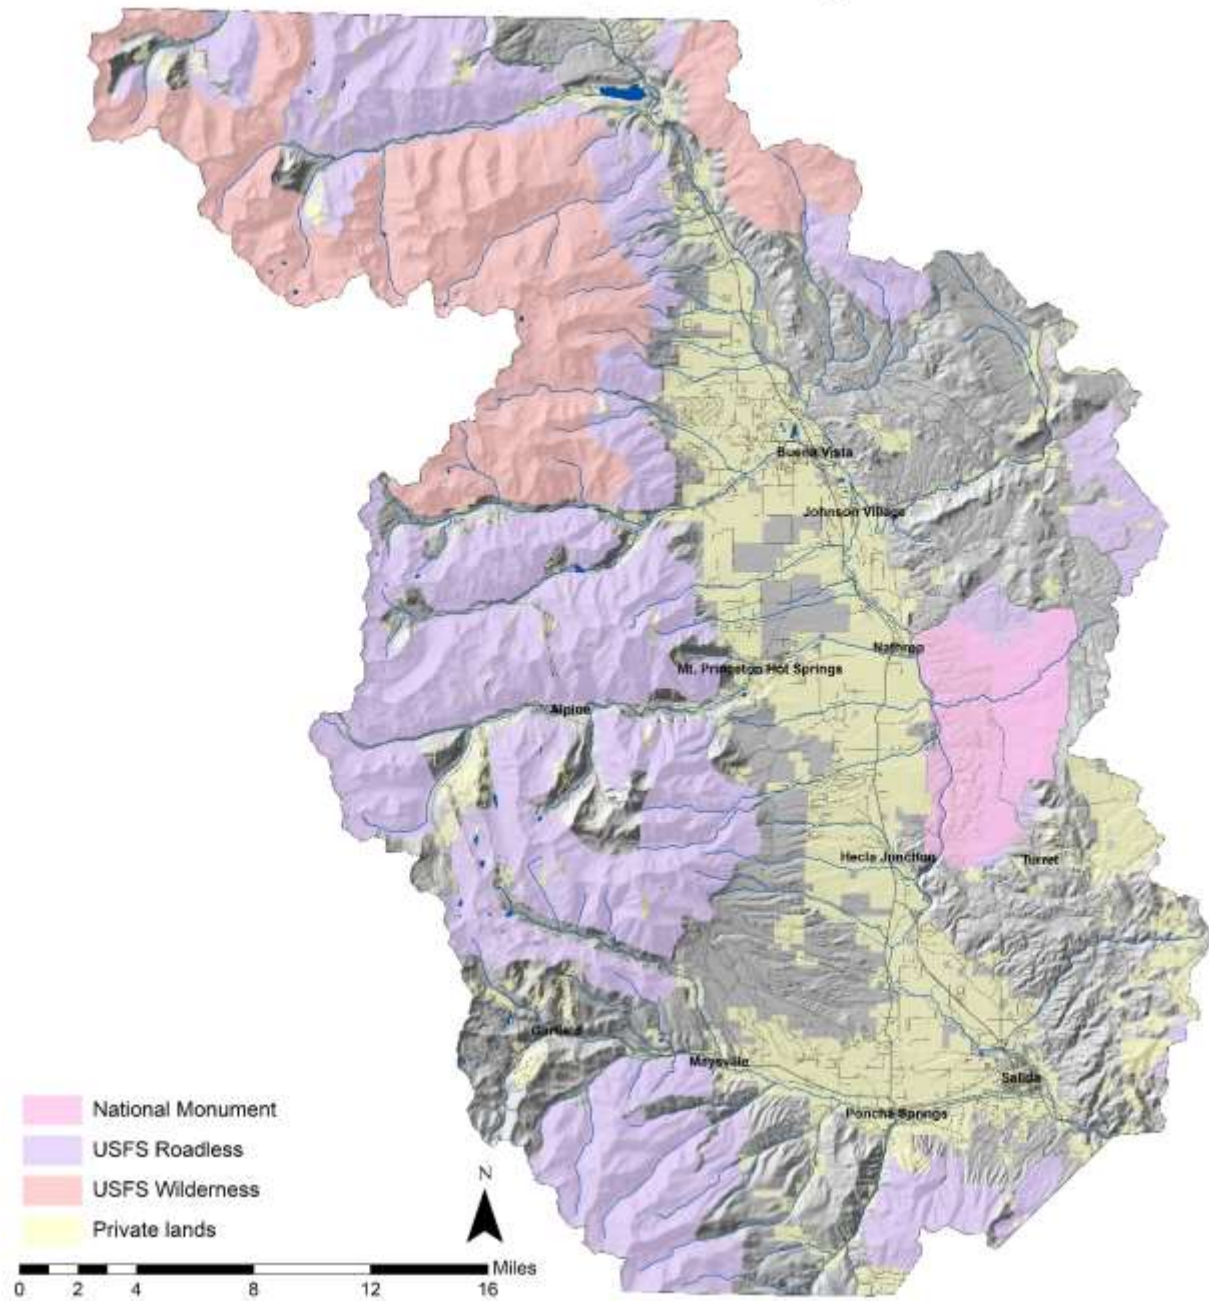 Buena Vista
Johnson Village
Nathrop
Mt. Princeton Hot Springs
Alpine
Hecla Junction
Turret
Garfield
Maysville
Salida
Poncha Springs
National Monument
USFS Roadless
USFS Wilderness
Private lands
N
Miles
0 2 4 8 12 16